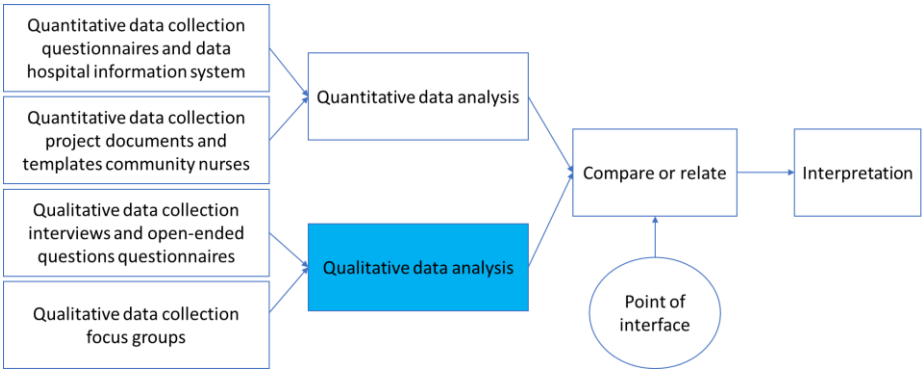 Quantitative data collection
questionnaires and data
hospital information system
Quantitative data collection
project documents and
templates community nurses
Qualitative data collection
interviews and open-ended
questions questionnaires
Qualitative data collection
focus groups
Quantitative data analysis
Qualitative data analysis
Compare or relate
Point of
interface
Interpretation